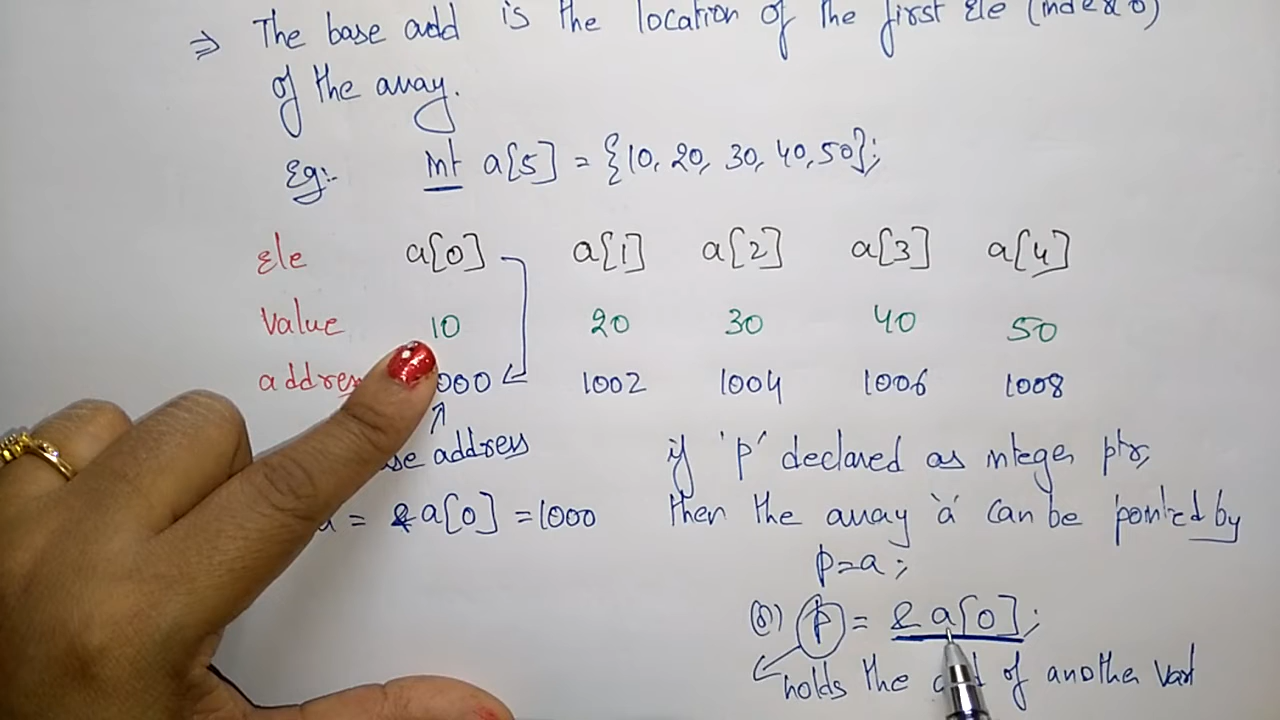 ⇒ The base add is the location of the first Ele (index 0)
of the array.
Eg:- int a[5] = {10, 20, 30, 40, 50};
Ele a[0] a[1] a[2] a[3] a[4]
Value 10 20 30 40 50
address 000 1002 1004 1006 1008
se address
a = &a[0] = 1000
if 'p' declared as integer ptr,
then the array 'a' can be pointed by
p=a;
(or) p = &a[0];
holds the of another var